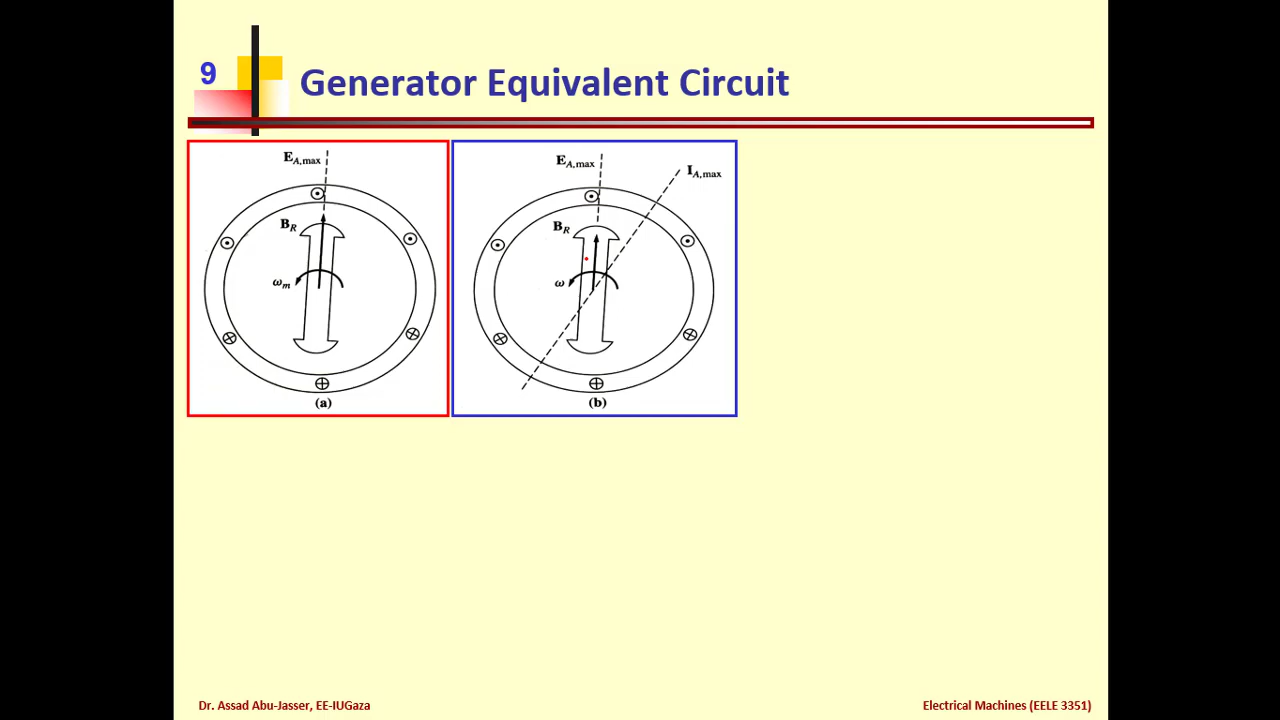 9
Generator Equivalent Circuit
E_A,max
B_R
ω_m
(a)
E_A,max
I_A,max
B_R
ω
(b)
Dr. Assad Abu-Jasser, EE-IUGaza
Electrical Machines (EELE 3351)